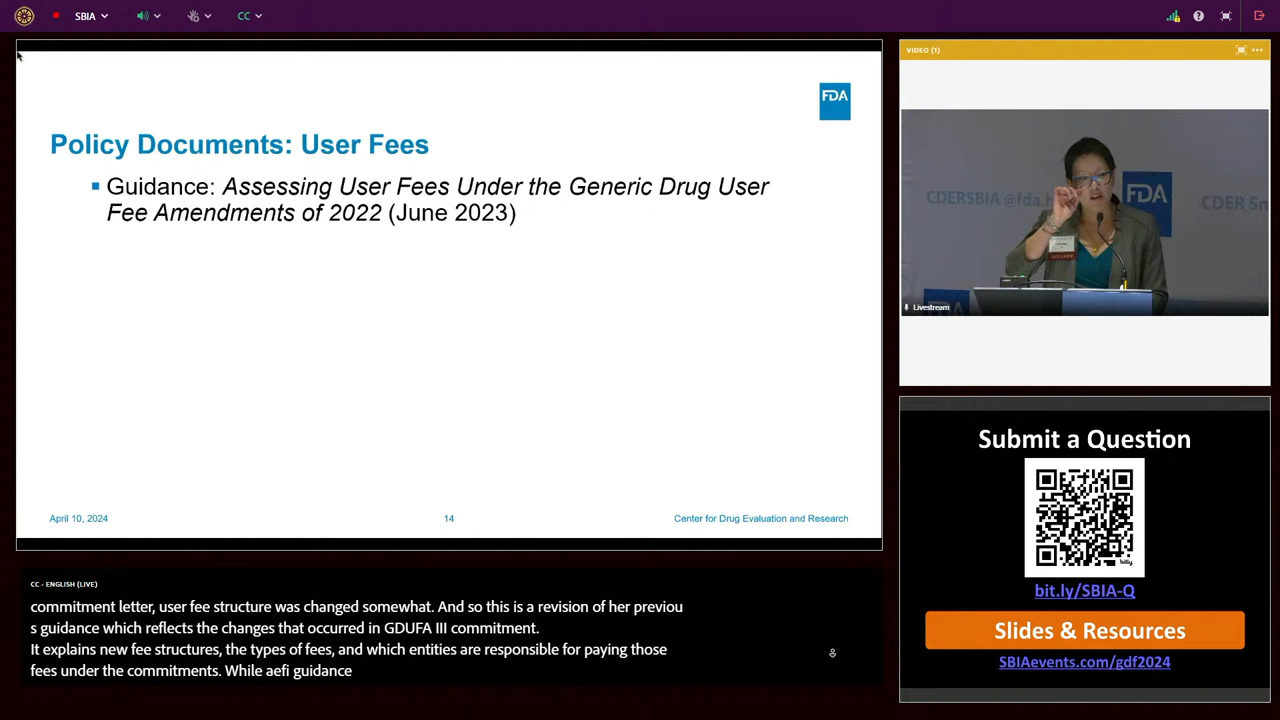 SBIA
CC
FDA
Policy Documents: User Fees
Guidance: Assessing User Fees Under the Generic Drug User
Fee Amendments of 2022 (June 2023)
April 10, 2024
14
Center for Drug Evaluation and Research
CC - ENGLISH (LIVE)
commitment letter, user fee structure was changed somewhat. And so this is a revision of her previou
s guidance which reflects the changes that occurred in GDUFA III commitment.
It explains new fee structures, the types of fees, and which entities are responsible for paying those
fees under the commitments. While aefi guidance
VIDEO (1)
CDERSBIA @fda.h
FDA
CDER Sm
Livestream
Submit a Question
bitly
bit.ly/SBIA-Q
Slides & Resources
SBIAevents.com/gdf2024